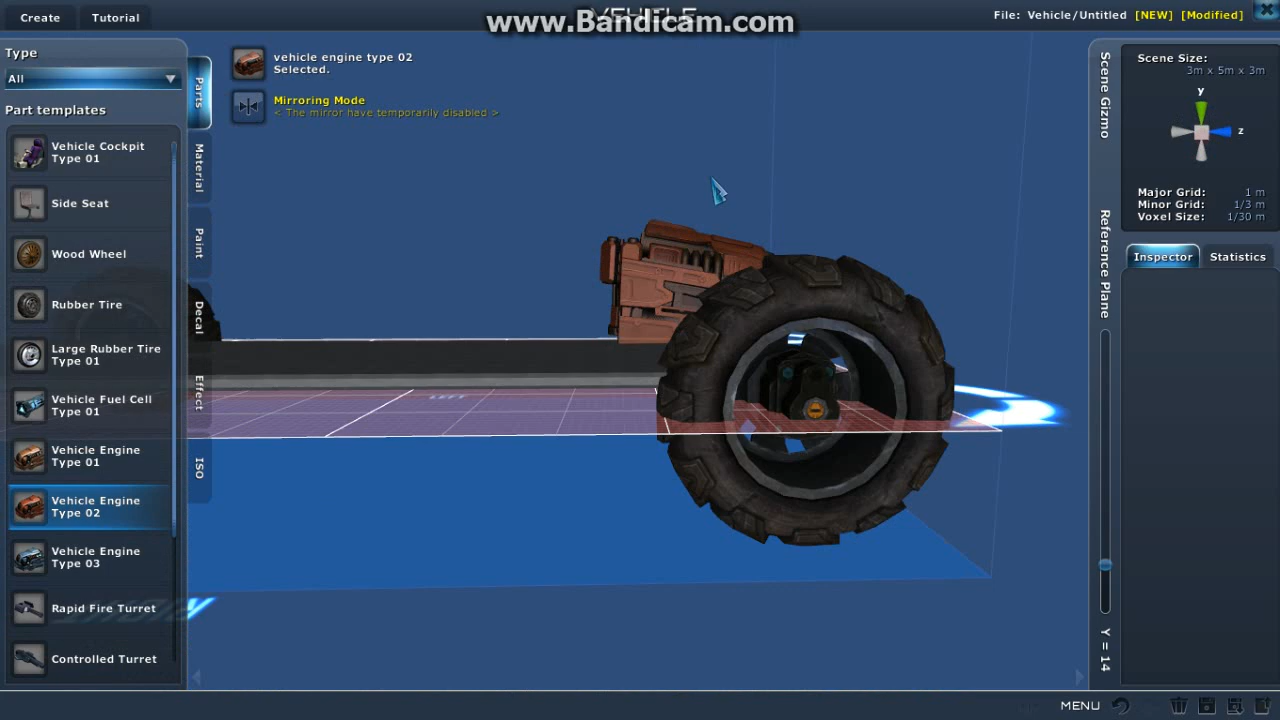 Create
Tutorial
VEHICLE
www.Bandicam.com
File: Vehicle/Untitled [NEW] [Modified]
Type
All
Part templates
Vehicle Cockpit
Type 01
Side Seat
Wood Wheel
Rubber Tire
Large Rubber Tire
Type 01
Vehicle Fuel Cell
Type 01
Vehicle Engine
Type 01
Vehicle Engine
Type 02
Vehicle Engine
Type 03
Rapid Fire Turret
Controlled Turret
Parts
Material
Paint
Decal
Effect
ISO
vehicle engine type 02
Selected.
Mirroring Mode
< The mirror have temporarily disabled >
LEFT
Scene Gizmo
Reference Plane
Y = 14
Scene Size:
3m x 5m x 3m
y
z
Major Grid: 1 m
Minor Grid: 1/3 m
Voxel Size: 1/30 m
Inspector
Statistics
MENU